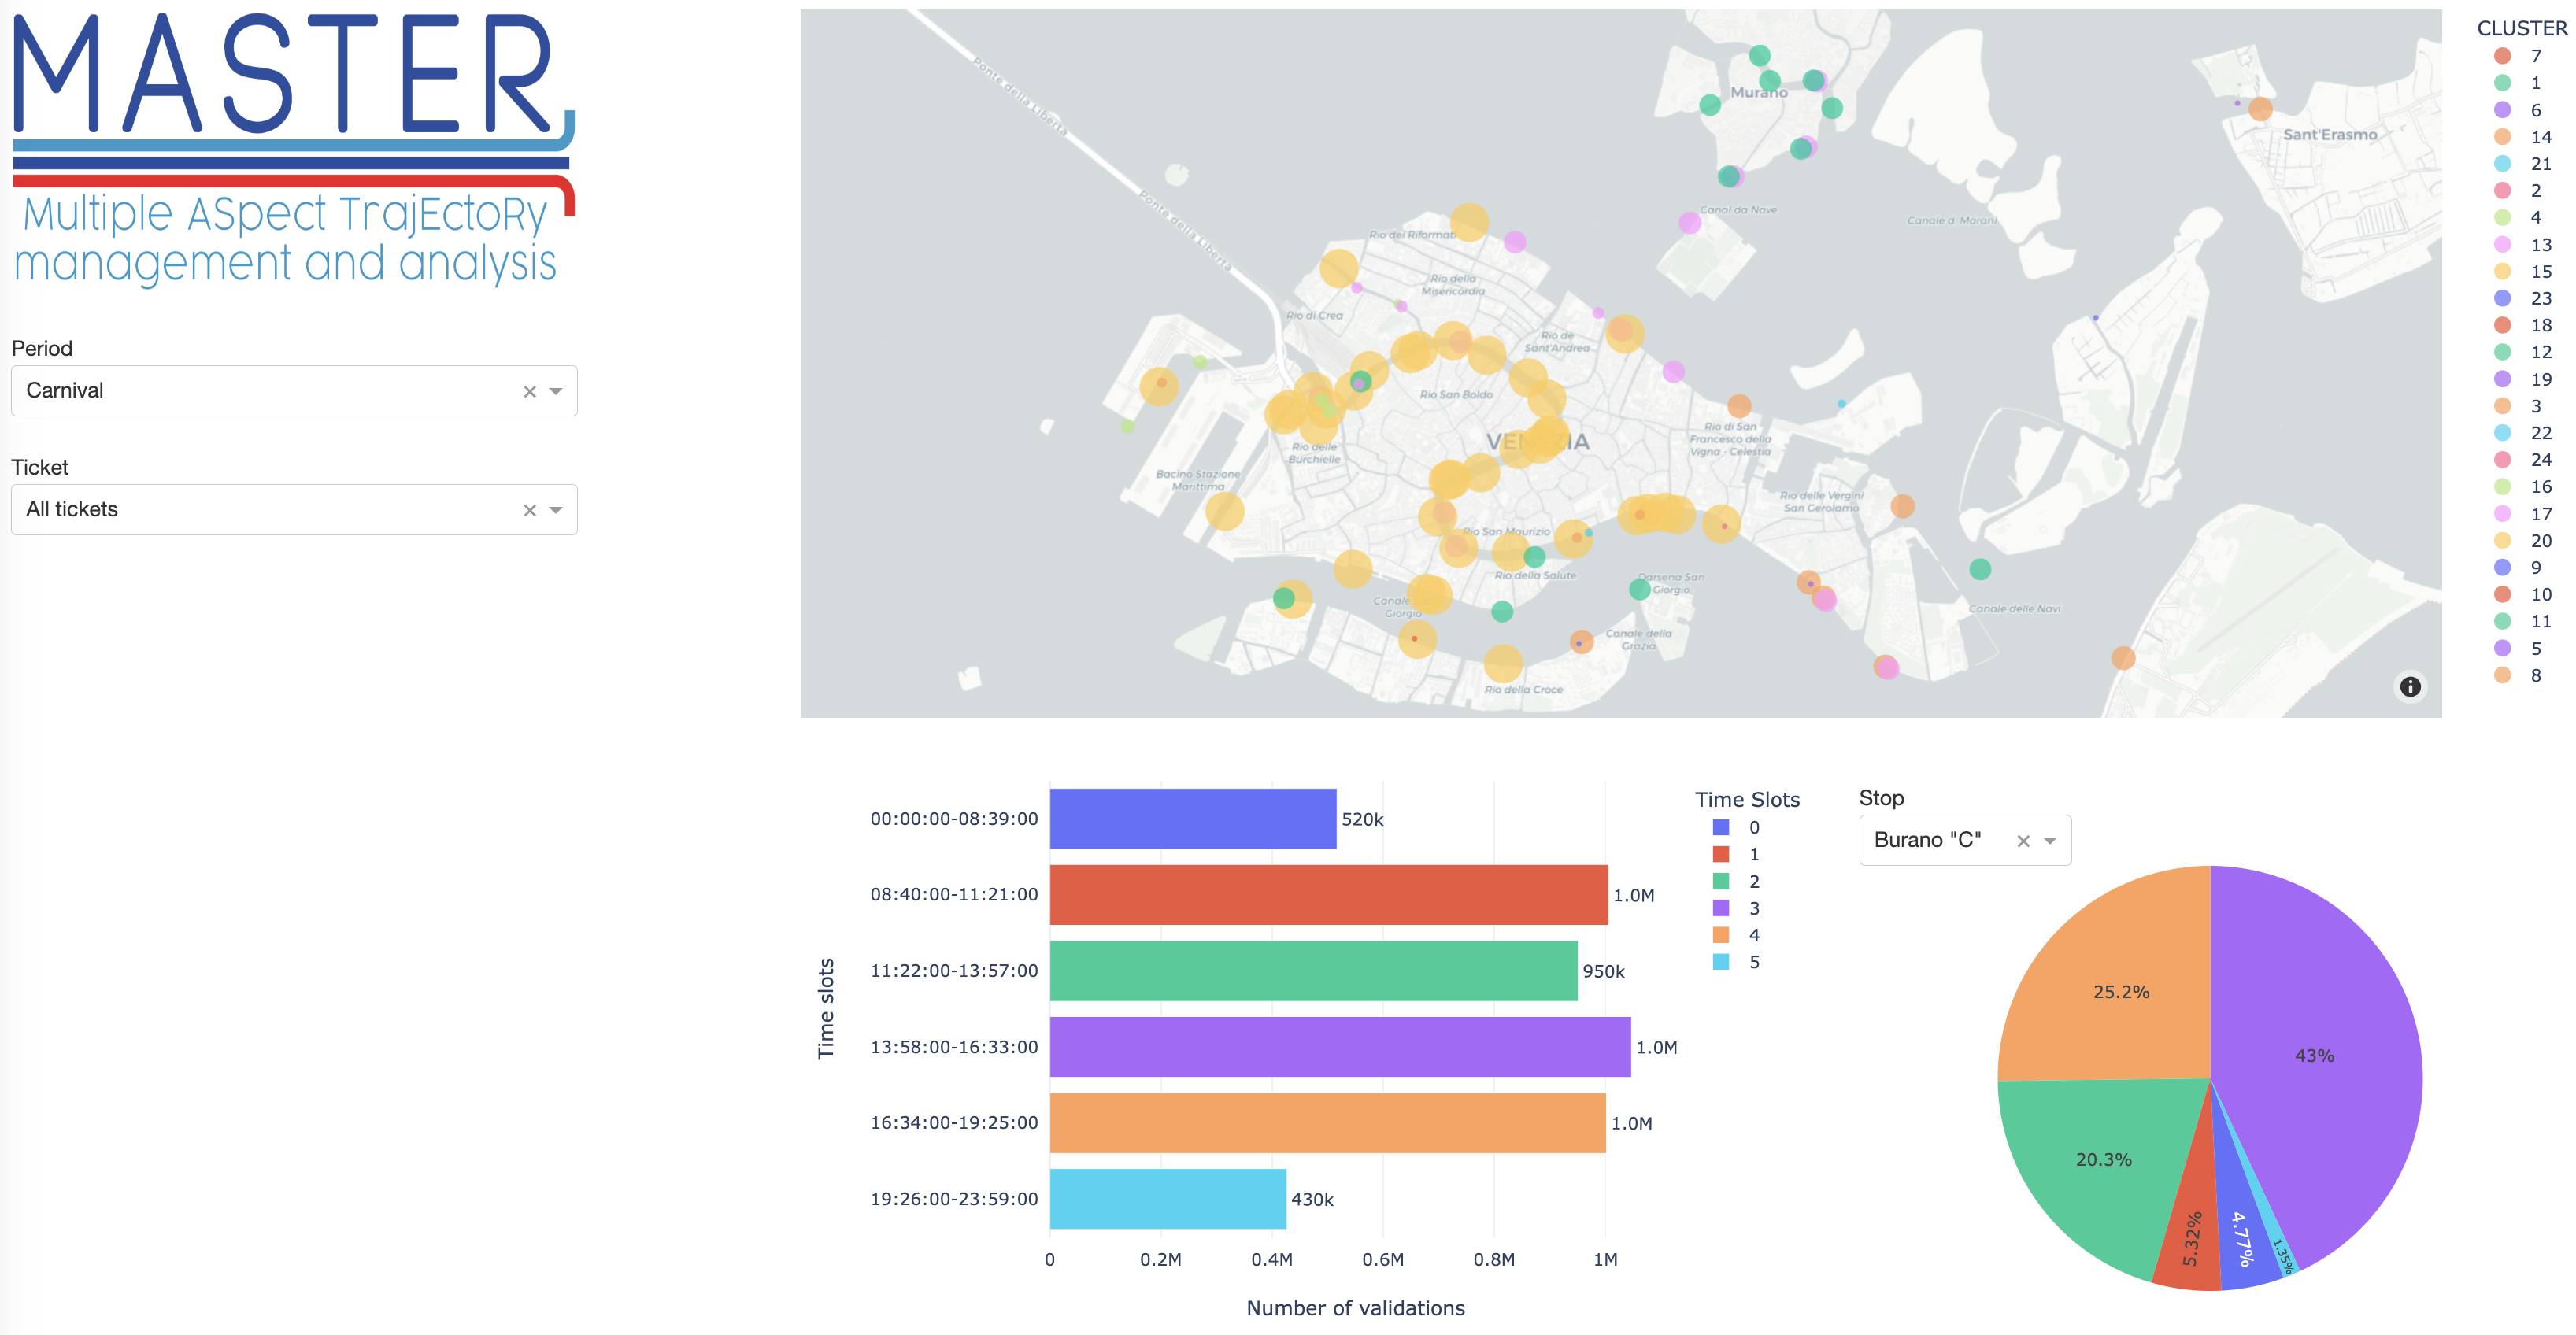 MASTER
Multiple ASpect TrajEctoRy
management and analysis
Period
Carnival
Ticket
All tickets
Ponte della Libertà
Ponte della Libertà
Murano
Sant'Erasmo
Canal da Nave
Canale d. Marani
Rio dei Riformati
Rio della
Misericordia
Rio di Crea
Rio de
Sant'Andrea
Rio San Boldo
VENEZIA
Rio delle
Burchielle
Rio di San
Francesco della
Vigna - Celestia
Bacino Stazione
Marittima
Rio delle Vergini
San Gerolamo
Rio San Maurizio
Rio della Salute
Darsena San
Giorgio
Canale
Giorgio
Canale delle Navi
Canale della
Grazia
Rio della Croce
CLUSTER
7
1
6
14
21
2
4
13
15
23
18
12
19
3
22
24
16
17
20
9
10
11
5
8
Time slots
00:00:00-08:39:00
520k
08:40:00-11:21:00
1.0M
11:22:00-13:57:00
950k
13:58:00-16:33:00
1.0M
16:34:00-19:25:00
1.0M
19:26:00-23:59:00
430k
0 0.2M 0.4M 0.6M 0.8M 1M
Number of validations
Time Slots
0
1
2
3
4
5
Stop
Burano "C"
25.2%
43%
20.3%
5.32%
4.77%
1.35%